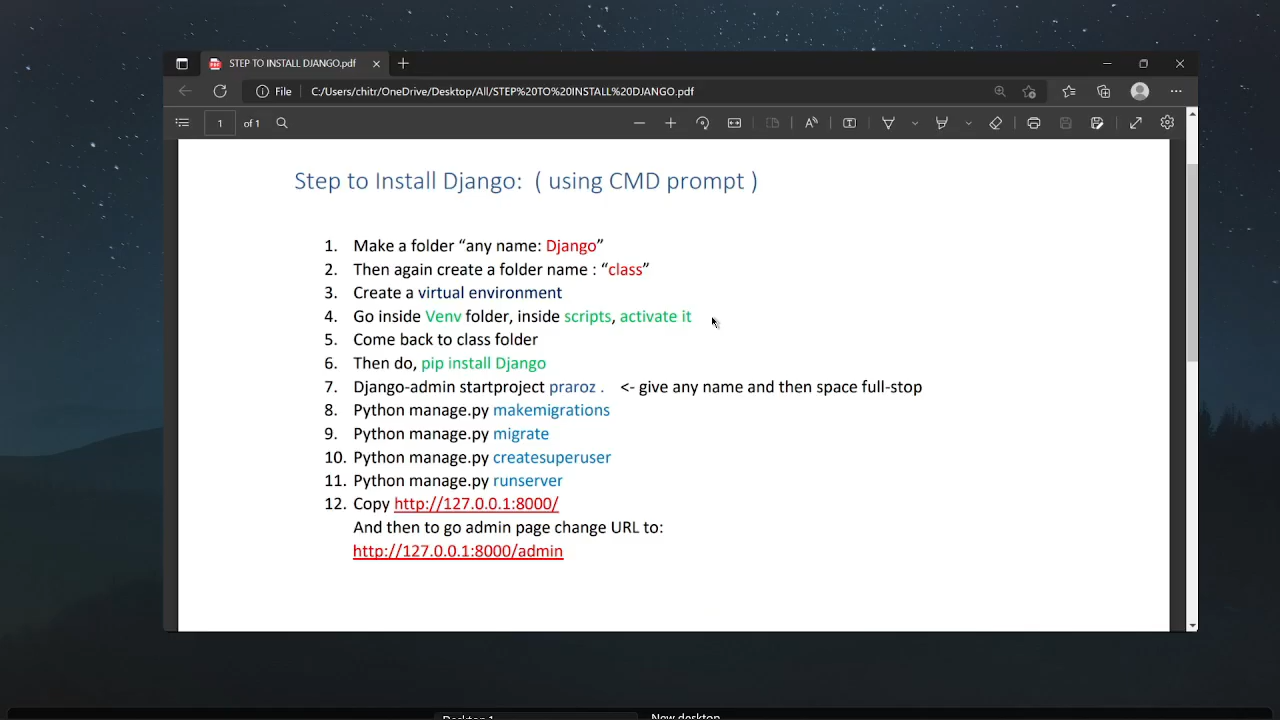 STEP TO INSTALL DJANGO.pdf
File C:/Users/chitr/OneDrive/Desktop/All/STEP%20TO%20INSTALL%20DJANGO.pdf
1 of 1
Step to Install Django: ( using CMD prompt )
1. Make a folder “any name: Django”
2. Then again create a folder name : “class”
3. Create a virtual environment
4. Go inside Venv folder, inside scripts, activate it
5. Come back to class folder
6. Then do, pip install Django
7. Django-admin startproject praroz . <- give any name and then space full-stop
8. Python manage.py makemigrations
9. Python manage.py migrate
10. Python manage.py createsuperuser
11. Python manage.py runserver
12. Copy http://127.0.0.1:8000/
And then to go admin page change URL to:
http://127.0.0.1:8000/admin
Desktop 1 New desktop